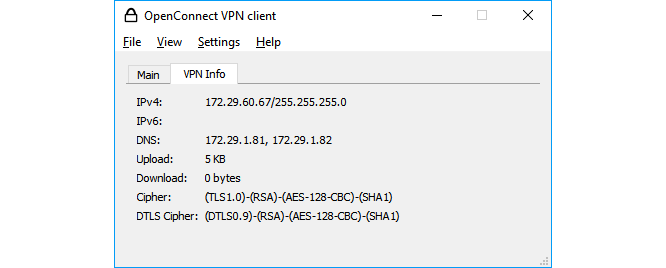 OpenConnect VPN client
File View Settings Help
Main VPN Info
IPv4: 172.29.60.67/255.255.255.0
IPv6:
DNS: 172.29.1.81, 172.29.1.82
Upload: 5 KB
Download: 0 bytes
Cipher: (TLS1.0)-(RSA)-(AES-128-CBC)-(SHA1)
DTLS Cipher: (DTLS0.9)-(RSA)-(AES-128-CBC)-(SHA1)